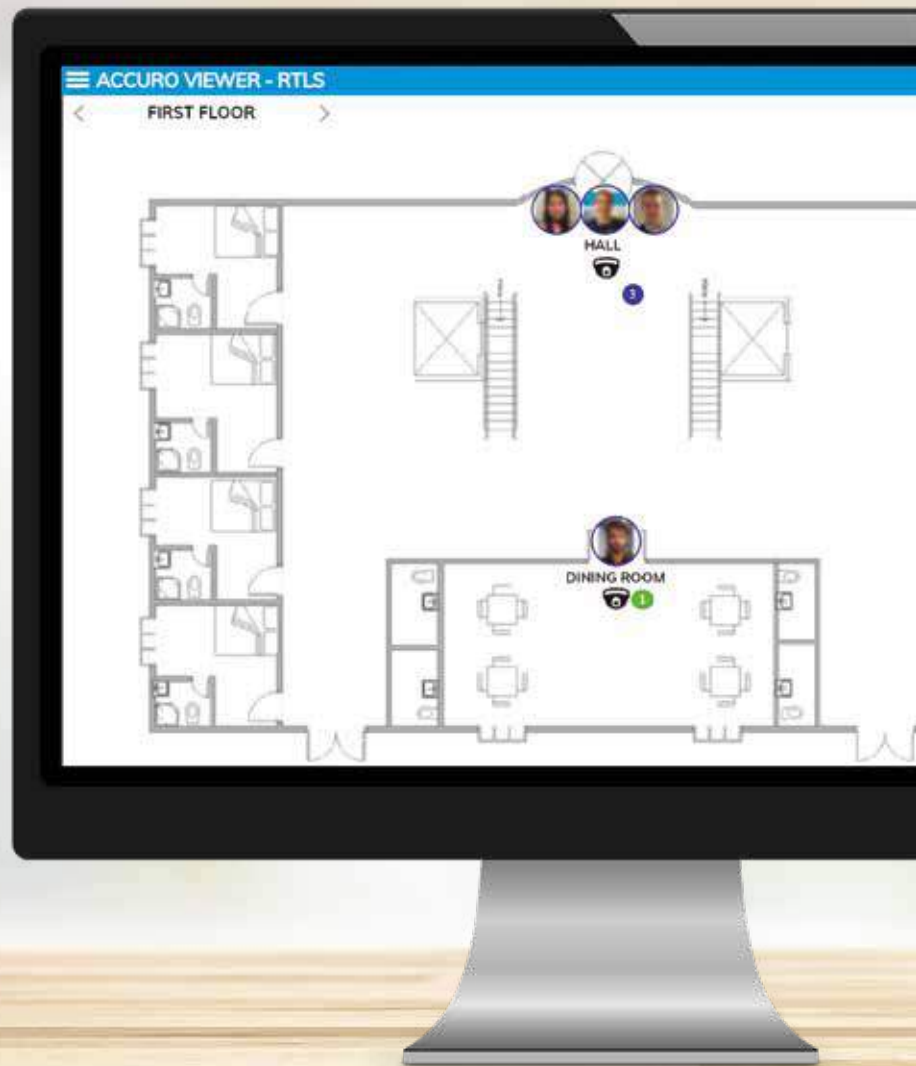 ACCURO VIEWER - RTLS
FIRST FLOOR
HALL
3
DINING ROOM
1